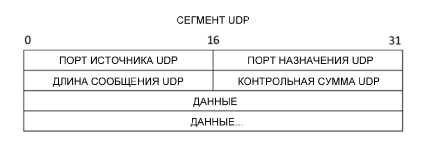 СЕГМЕНТ UDP
0 16 31
ПОРТ ИСТОЧНИКА UDP ПОРТ НАЗНАЧЕНИЯ UDP
ДЛИНА СООБЩЕНИЯ UDP КОНТРОЛЬНАЯ СУММА UDP
ДАННЫЕ
ДАННЫЕ...